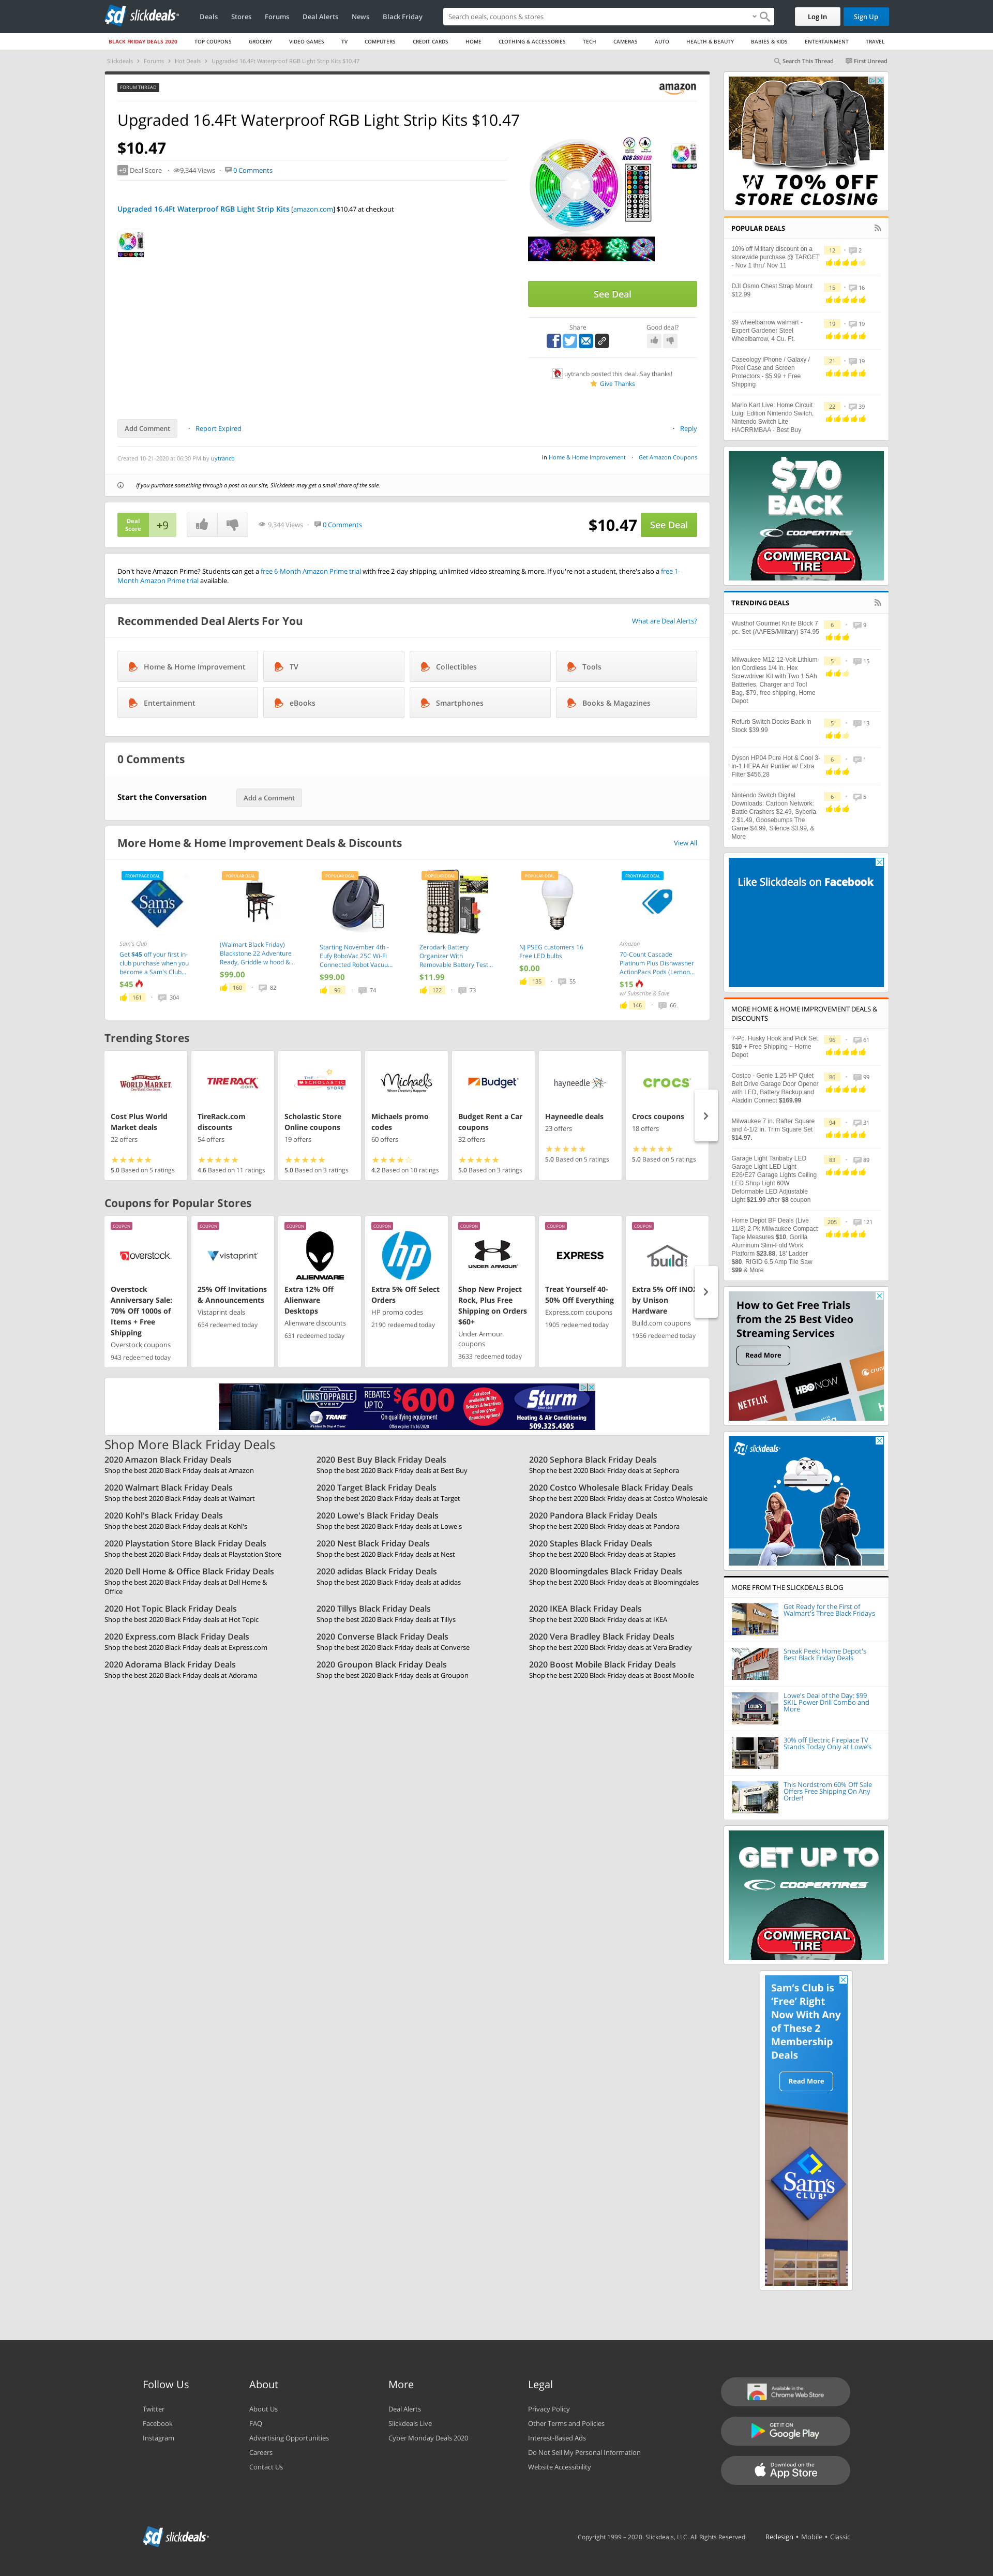 slickdeals
Deals
Stores
Forums
Deal Alerts
News
Black Friday
Search deals, coupons & stores
Log In
Sign Up
BLACK FRIDAY DEALS 2020
TOP COUPONS
GROCERY
VIDEO GAMES
TV
COMPUTERS
CREDIT CARDS
HOME
CLOTHING & ACCESSORIES
TECH
CAMERAS
AUTO
HEALTH & BEAUTY
BABIES & KIDS
ENTERTAINMENT
TRAVEL
Slickdeals
Forums
Hot Deals
Upgraded 16.4Ft Waterproof RGB Light Strip Kits $10.47
Search This Thread
First Unread
FORUM THREAD
amazon
Upgraded 16.4Ft Waterproof RGB Light Strip Kits $10.47
$10.47
+9 Deal Score
9,344 Views
0 Comments
Upgraded 16.4Ft Waterproof RGB Light Strip Kits [amazon.com] $10.47 at checkout
RGB 300 LED
See Deal
Share
Good deal?
uytrancb posted this deal. Say thanks!
Give Thanks
Add Comment
Report Expired
Reply
Created 10-21-2020 at 06:30 PM by uytrancb
in Home & Home Improvement
Get Amazon Coupons
If you purchase something through a post on our site, Slickdeals may get a small share of the sale.
Deal Score
+9
9,344 Views
0 Comments
$10.47
See Deal
Don't have Amazon Prime? Students can get a free 6-Month Amazon Prime trial with free 2-day shipping, unlimited video streaming & more. If you're not a student, there's also a free 1-
Month Amazon Prime trial available.
Recommended Deal Alerts For You
What are Deal Alerts?
Home & Home Improvement
TV
Collectibles
Tools
Entertainment
eBooks
Smartphones
Books & Magazines
0 Comments
Start the Conversation
Add a Comment
More Home & Home Improvement Deals & Discounts
View All
FRONTPAGE DEAL
Sam's CLUB
Sam's Club
Get $45 off your first in-
club purchase when you
become a Sam's Club...
$45
161
304
POPULAR DEAL
(Walmart Black Friday)
Blackstone 22 Adventure
Ready, Griddle w hood &...
$99.00
160
82
POPULAR DEAL
Starting November 4th -
Eufy RoboVac 25C Wi-Fi
Connected Robot Vacuu...
$99.00
96
74
POPULAR DEAL
Zerodark Battery
Organizer With
Removable Battery Test...
$11.99
122
73
POPULAR DEAL
NJ PSEG customers 16
Free LED bulbs
$0.00
135
55
FRONTPAGE DEAL
Amazon
70-Count Cascade
Platinum Plus Dishwasher
ActionPacs Pods (Lemon...
$15
w/ Subscribe & Save
146
66
Trending Stores
WORLD MARKET
Cost Plus World
Market deals
22 offers
5.0 Based on 5 ratings
TIRE RACK.com
TireRack.com
discounts
54 offers
4.6 Based on 11 ratings
THE SCHOLASTIC STORE
Scholastic Store
Online coupons
19 offers
5.0 Based on 3 ratings
Michaels
Michaels promo
codes
60 offers
4.2 Based on 10 ratings
Budget
Budget Rent a Car
coupons
32 offers
5.0 Based on 3 ratings
hayneedle
Hayneedle deals
23 offers
5.0 Based on 5 ratings
crocs
Crocs coupons
18 offers
5.0 Based on 5 ratings
Coupons for Popular Stores
COUPON
overstock
Overstock
Anniversary Sale:
70% Off 1000s of
Items + Free
Shipping
Overstock coupons
943 redeemed today
COUPON
vistaprint
25% Off Invitations
& Announcements
Vistaprint deals
654 redeemed today
COUPON
ALIENWARE
Extra 12% Off
Alienware
Desktops
Alienware discounts
631 redeemed today
COUPON
hp
Extra 5% Off Select
Orders
HP promo codes
2190 redeemed today
COUPON
UNDER ARMOUR
Shop New Project
Rock, Plus Free
Shipping on Orders
$60+
Under Armour
coupons
3633 redeemed today
COUPON
EXPRESS
Treat Yourself 40-
50% Off Everything
Express.com coupons
1905 redeemed today
COUPON
build
Extra 5% Off INOX
by Unison
Hardware
Build.com coupons
1956 redeemed today
UNSTOPPABLE EVENT
TRANE
REBATES UP TO $600
On qualifying equipment
Offer expires 11/16/2020
Sturm
Heating & Air Conditioning
509.325.4505
Shop More Black Friday Deals
2020 Amazon Black Friday Deals
Shop the best 2020 Black Friday deals at Amazon
2020 Best Buy Black Friday Deals
Shop the best 2020 Black Friday deals at Best Buy
2020 Sephora Black Friday Deals
Shop the best 2020 Black Friday deals at Sephora
2020 Walmart Black Friday Deals
Shop the best 2020 Black Friday deals at Walmart
2020 Target Black Friday Deals
Shop the best 2020 Black Friday deals at Target
2020 Costco Wholesale Black Friday Deals
Shop the best 2020 Black Friday deals at Costco Wholesale
2020 Kohl's Black Friday Deals
Shop the best 2020 Black Friday deals at Kohl's
2020 Lowe's Black Friday Deals
Shop the best 2020 Black Friday deals at Lowe's
2020 Pandora Black Friday Deals
Shop the best 2020 Black Friday deals at Pandora
2020 Playstation Store Black Friday Deals
Shop the best 2020 Black Friday deals at Playstation Store
2020 Nest Black Friday Deals
Shop the best 2020 Black Friday deals at Nest
2020 Staples Black Friday Deals
Shop the best 2020 Black Friday deals at Staples
2020 Dell Home & Office Black Friday Deals
Shop the best 2020 Black Friday deals at Dell Home &
Office
2020 adidas Black Friday Deals
Shop the best 2020 Black Friday deals at adidas
2020 Bloomingdales Black Friday Deals
Shop the best 2020 Black Friday deals at Bloomingdales
2020 Hot Topic Black Friday Deals
Shop the best 2020 Black Friday deals at Hot Topic
2020 Tillys Black Friday Deals
Shop the best 2020 Black Friday deals at Tillys
2020 IKEA Black Friday Deals
Shop the best 2020 Black Friday deals at IKEA
2020 Express.com Black Friday Deals
Shop the best 2020 Black Friday deals at Express.com
2020 Converse Black Friday Deals
Shop the best 2020 Black Friday deals at Converse
2020 Vera Bradley Black Friday Deals
Shop the best 2020 Black Friday deals at Vera Bradley
2020 Adorama Black Friday Deals
Shop the best 2020 Black Friday deals at Adorama
2020 Groupon Black Friday Deals
Shop the best 2020 Black Friday deals at Groupon
2020 Boost Mobile Black Friday Deals
Shop the best 2020 Black Friday deals at Boost Mobile
70% OFF
STORE CLOSING
POPULAR DEALS
10% off Military discount on a
storewide purchase @ TARGET
- Nov 1 thru' Nov 11
12
2
DJI Osmo Chest Strap Mount
$12.99
15
16
$9 wheelbarrow walmart -
Expert Gardener Steel
Wheelbarrow, 4 Cu. Ft.
19
19
Caseology iPhone / Galaxy /
Pixel Case and Screen
Protectors - $5.99 + Free
Shipping
21
19
Mario Kart Live: Home Circuit
Luigi Edition Nintendo Switch,
Nintendo Switch Lite
HACRRMBAA - Best Buy
22
39
$70
BACK
COOPERTIRES
COMMERCIAL
TIRE
TRENDING DEALS
Wusthof Gourmet Knife Block 7
pc. Set (AAFES/Military) $74.95
6
9
Milwaukee M12 12-Volt Lithium-
Ion Cordless 1/4 in. Hex
Screwdriver Kit with Two 1.5Ah
Batteries, Charger and Tool
Bag, $79, free shipping, Home
Depot
5
15
Refurb Switch Docks Back in
Stock $39.99
5
13
Dyson HP04 Pure Hot & Cool 3-
in-1 HEPA Air Purifier w/ Extra
Filter $456.28
6
1
Nintendo Switch Digital
Downloads: Cartoon Network:
Battle Crashers $2.49, Syberia
2 $1.49, Goosebumps The
Game $4.99, Silence $3.99, &
More
6
5
Like Slickdeals on Facebook
MORE HOME & HOME IMPROVEMENT DEALS &
DISCOUNTS
7-Pc. Husky Hook and Pick Set
$10 + Free Shipping ~ Home
Depot
96
61
Costco - Genie 1.25 HP Quiet
Belt Drive Garage Door Opener
with LED, Battery Backup and
Aladdin Connect $169.99
86
99
Milwaukee 7 in. Rafter Square
and 4-1/2 in. Trim Square Set
$14.97.
94
31
Garage Light Tanbaby LED
Garage Light LED Light
E26/E27 Garage Lights Ceiling
LED Shop Light 60W
Deformable LED Adjustable
Light $21.99 after $8 coupon
83
89
Home Depot BF Deals (Live
11/8) 2-Pk Milwaukee Compact
Tape Measures $10, Gorilla
Aluminum Slim-Fold Work
Platform $23.88, 18' Ladder
$80, RIGID 6.5 Amp Tile Saw
$99 & More
205
121
How to Get Free Trials
from the 25 Best Video
Streaming Services
Read More
NETFLIX
HBO NOW
crunchyroll
slickdeals
MORE FROM THE SLICKDEALS BLOG
Get Ready for the First of
Walmart's Three Black Fridays
Sneak Peek: Home Depot's
Best Black Friday Deals
Lowe's Deal of the Day: $99
SKIL Power Drill Combo and
More
30% off Electric Fireplace TV
Stands Today Only at Lowe's
This Nordstrom 60% Off Sale
Offers Free Shipping On Any
Order!
GET UP TO
COOPERTIRES
COMMERCIAL
TIRE
Sam's Club is
'Free' Right
Now With Any
of These 2
Membership
Deals
Read More
Sam's
CLUB
Follow Us
Twitter
Facebook
Instagram
About
About Us
FAQ
Advertising Opportunities
Careers
Contact Us
More
Deal Alerts
Slickdeals Live
Cyber Monday Deals 2020
Legal
Privacy Policy
Other Terms and Policies
Interest-Based Ads
Do Not Sell My Personal Information
Website Accessibility
Available in the
Chrome Web Store
GET IT ON
Google Play
Download on the
App Store
slickdeals
Copyright 1999 – 2020. Slickdeals, LLC. All Rights Reserved.
Redesign • Mobile • Classic